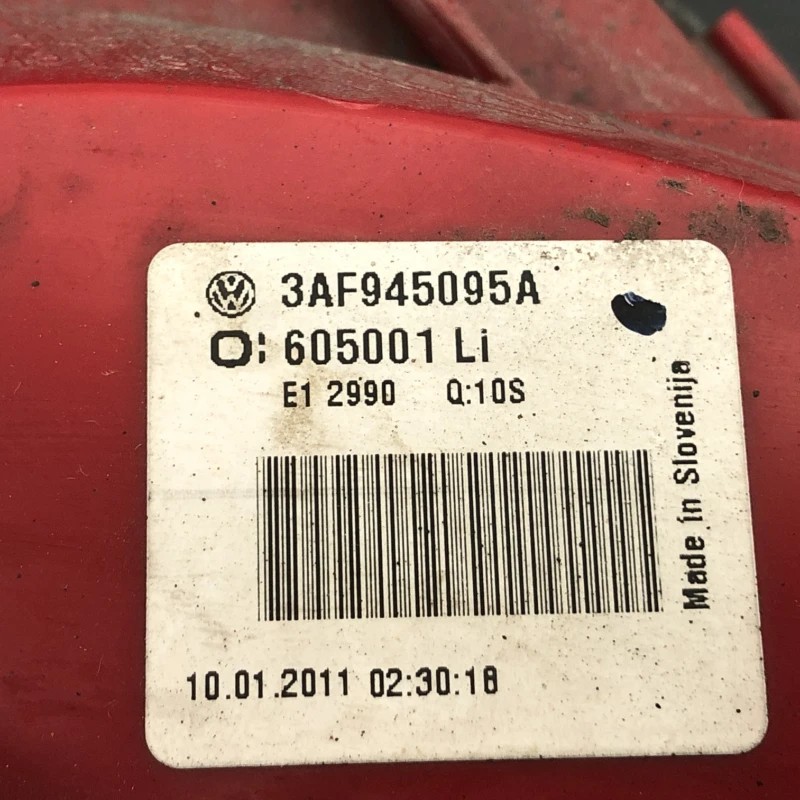 3AF945095A
O: 605001 Li
E1 2990 Q:10S
Made in Slovenija
10.01.2011 02:30:18